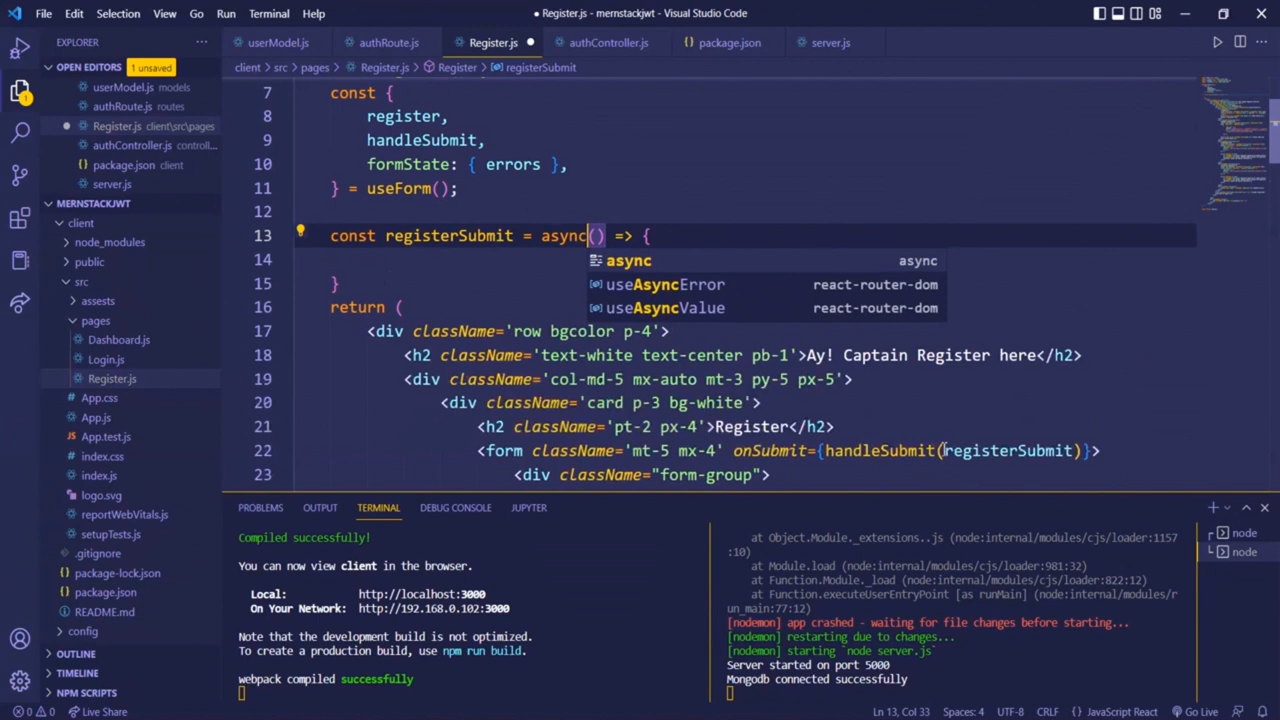 File Edit Selection View Go Run Terminal Help
● Register.js - mernstackjwt - Visual Studio Code
EXPLORER ...
userModel.js authRoute.js Register.js ● authController.js package.json server.js
OPEN EDITORS 1 unsaved
client > src > pages > Register.js > Register > registerSubmit
userModel.js models
authRoute.js routes
Register.js client\src\pages
authController.js controll...
package.json client
server.js
MERNSTACKJWT
client
node_modules
public
src
assests
pages
Dashboard.js
Login.js
Register.js
App.css
App.js
App.test.js
index.css
index.js
logo.svg
reportWebVitals.js
setupTests.js
.gitignore
package-lock.json
package.json
README.md
config
OUTLINE
TIMELINE
NPM SCRIPTS
7 const {
8 register,
9 handleSubmit,
10 formState: { errors },
11 } = useForm();
12
13 const registerSubmit = async() => {
async async
14
useAsyncError react-router-dom
15 }
useAsyncValue react-router-dom
16 return (
17 <div className='row bgcolor p-4'>
18 <h2 className='text-white text-center pb-1'>Ay! Captain Register here</h2>
19 <div className='col-md-5 mx-auto mt-3 py-5 px-5'>
20 <div className='card p-3 bg-white'>
21 <h2 className='pt-2 px-4'>Register</h2>
22 <form className='mt-5 mx-4' onSubmit={handleSubmit(registerSubmit)}>
23 <div className="form-group">
PROBLEMS OUTPUT TERMINAL DEBUG CONSOLE JUPYTER
Compiled successfully!
You can now view client in the browser.
Local: http://localhost:3000
On Your Network: http://192.168.0.102:3000
Note that the development build is not optimized.
To create a production build, use npm run build.
webpack compiled successfully
at Object.Module._extensions..js (node:internal/modules/cjs/loader:1157
:10)
at Module.load (node:internal/modules/cjs/loader:981:32)
at Function.Module._load (node:internal/modules/cjs/loader:822:12)
at Function.executeUserEntryPoint [as runMain] (node:internal/modules/r
un_main:77:12)
[nodemon] app crashed - waiting for file changes before starting...
[nodemon] restarting due to changes...
[nodemon] starting `node server.js`
Server started on port 5000
Mongodb connected successfully
node
node
0 0 Live Share Ln 13, Col 33 Spaces: 4 UTF-8 CRLF {} JavaScript React Go Live